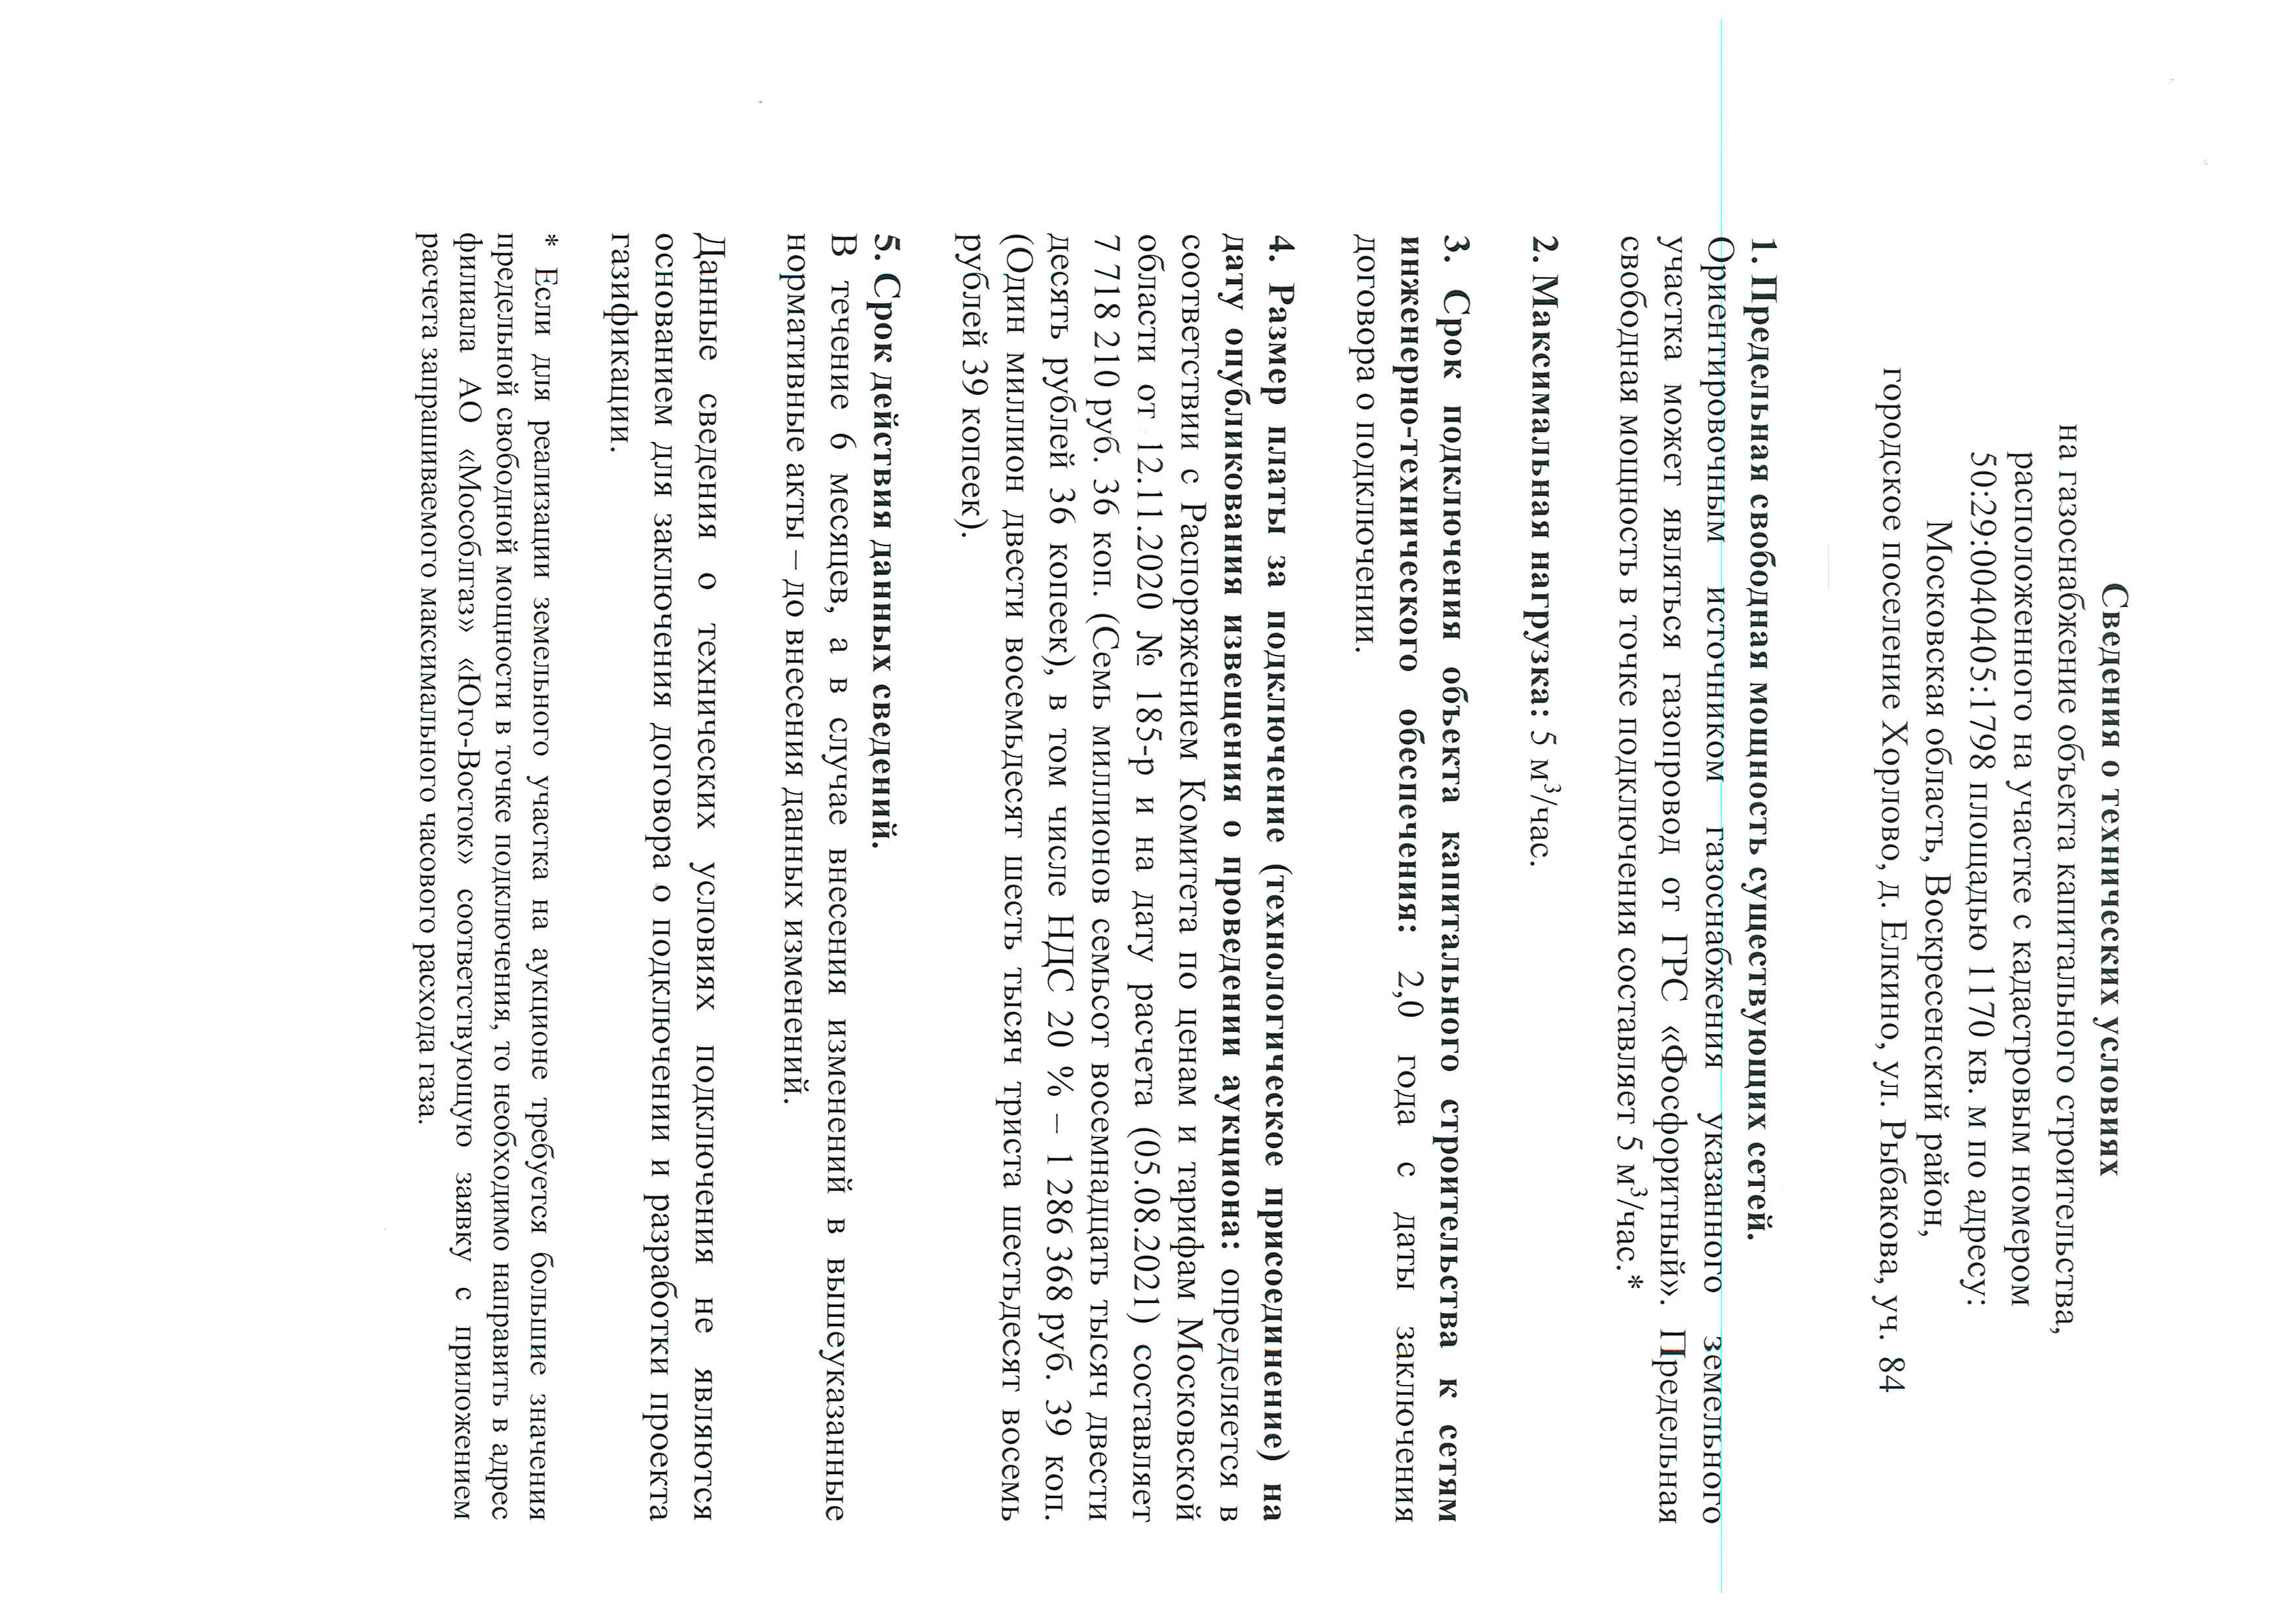 Сведения о технических условиях
на газоснабжение объекта капитального строительства,
расположенного на участке с кадастровым номером
50:29:0040405:1798 площадью 1170 кв. м по адресу:
Московская область, Воскресенский район,
городское поселение Хорлово, д. Елкино, ул. Рыбакова, уч. 84
1. Предельная свободная мощность существующих сетей.
Ориентировочным источником газоснабжения указанного земельного
участка может являться газопровод от ГРС «Фосфоритный». Предельная
свободная мощность в точке подключения составляет 5 м³/час.*
2. Максимальная нагрузка: 5 м³/час.
3. Срок подключения объекта капитального строительства к сетям
инженерно-технического обеспечения: 2,0 года с даты заключения
договора о подключении.
4. Размер платы за подключение (технологическое присоединение) на
дату опубликования извещения о проведении аукциона: определяется в
соответствии с Распоряжением Комитета по ценам и тарифам Московской
области от 12.11.2020 № 185-р и на дату расчета (05.08.2021) составляет
7 718 210 руб. 36 коп. (Семь миллионов семьсот восемнадцать тысяч двести
десять рублей 36 копеек), в том числе НДС 20 % – 1 286 368 руб. 39 коп.
(Один миллион двести восемьдесят шесть тысяч триста шестьдесят восемь
рублей 39 копеек).
5. Срок действия данных сведений.
В течение 6 месяцев, а в случае внесения изменений в вышеуказанные
нормативные акты – до внесения данных изменений.
Данные сведения о технических условиях подключения не являются
основанием для заключения договора о подключении и разработки проекта
газификации.
* Если для реализации земельного участка на аукционе требуется большие значения
предельной свободной мощности в точке подключения, то необходимо направить в адрес
филиала АО «Мособлгаз» «Юго-Восток» соответствующую заявку с приложением
расчета запрашиваемого максимального часового расхода газа.